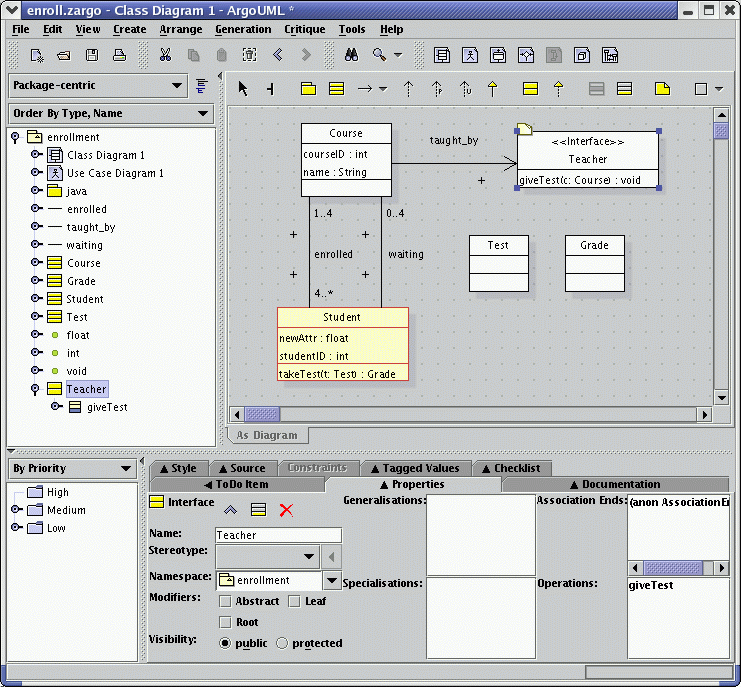 enroll.zargo - Class Diagram 1 - ArgoUML *
File Edit View Create Arrange Generation Critique Tools Help
Package-centric
Order By Type, Name
enrollment
Class Diagram 1
Use Case Diagram 1
java
enrolled
taught_by
waiting
Course
Grade
Student
Test
float
int
void
Teacher
giveTest
Course
courseID : int
name : String
taught_by
+
<<Interface>>
Teacher
giveTest(c: Course) : void
1..4
0..4
+
+
enrolled
waiting
+
+
4..*
Test
Grade
Student
newAttr : float
studentID : int
takeTest(t: Test) : Grade
As Diagram
By Priority
High
Medium
Low
Style
Source
Constraints
Tagged Values
Checklist
ToDo Item
Properties
Documentation
Interface
Name:
Teacher
Stereotype:
Namespace:
enrollment
Modifiers:
Abstract
Leaf
Root
Visibility:
public
protected
Generalisations:
Specialisations:
Association Ends:
(anon AssociationEn
Operations:
giveTest